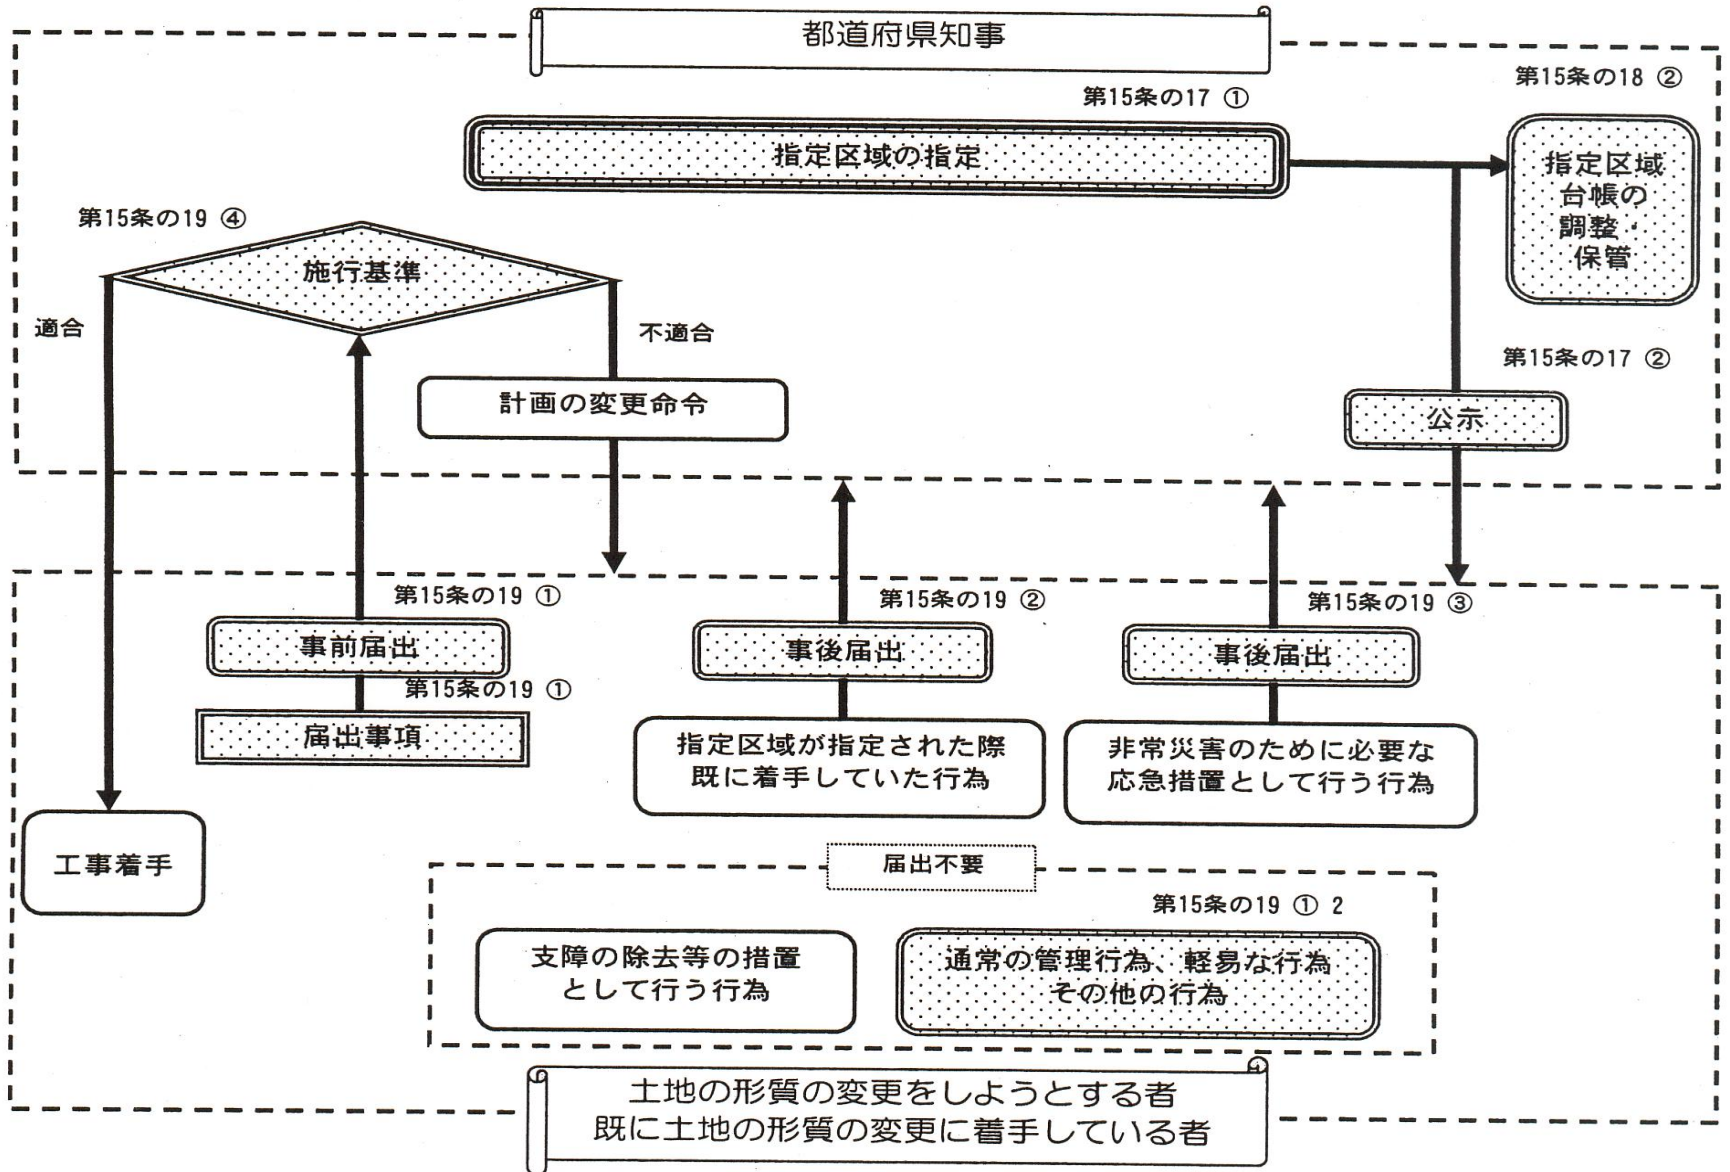 都道府県知事
第15条の18 ②
第15条の17 ①
指定区域の指定
指定区域
台帳の
調整・
保管
第15条の19 ④
施行基準
適合
不適合
第15条の17 ②
計画の変更命令
公示
第15条の19 ①
第15条の19 ②
第15条の19 ③
事前届出
事後届出
事後届出
第15条の19 ①
届出事項
指定区域が指定された際
既に着手していた行為
非常災害のために必要な
応急措置として行う行為
工事着手
届出不要
第15条の19 ① 2
支障の除去等の措置
として行う行為
通常の管理行為、軽易な行為
その他の行為
土地の形質の変更をしようとする者
既に土地の形質の変更に着手している者